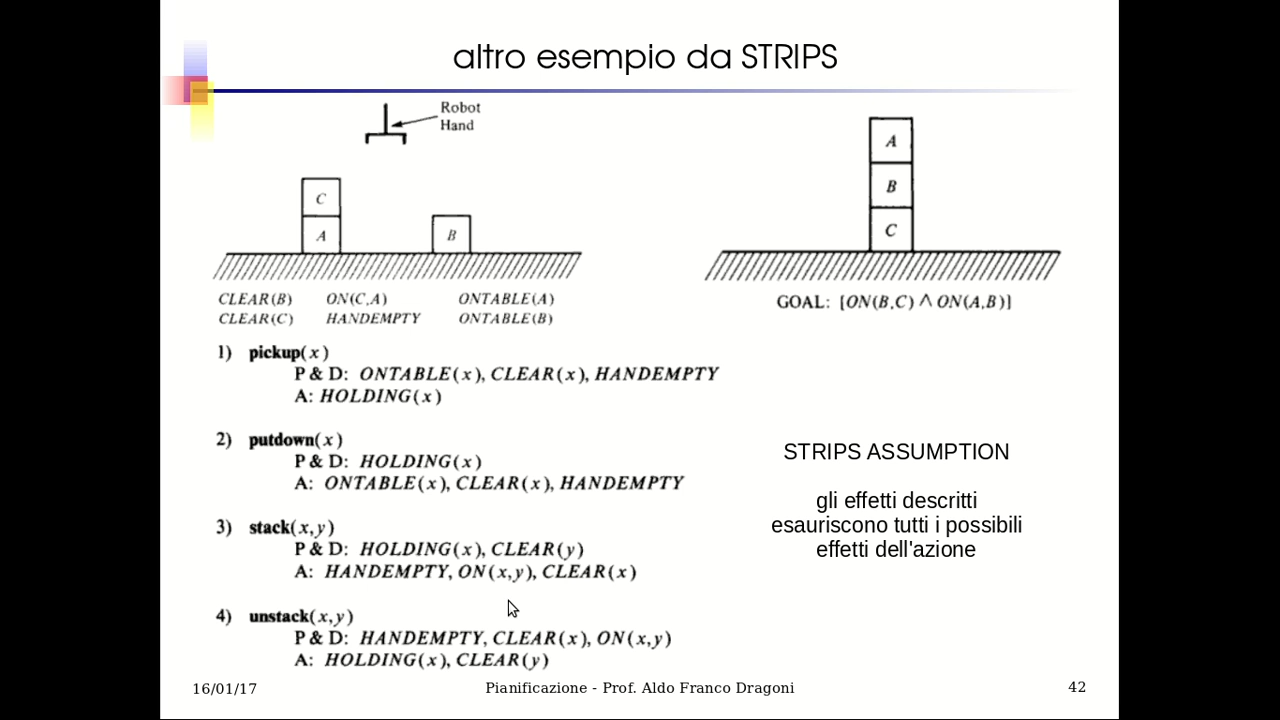 altro esempio da STRIPS
Robot
Hand
C
A
B
A
B
C
CLEAR(B) ON(C,A) ONTABLE(A)
CLEAR(C) HANDEMPTY ONTABLE(B)
GOAL: [ON(B,C) ∧ ON(A,B)]
1) pickup(x)
P & D: ONTABLE(x), CLEAR(x), HANDEMPTY
A: HOLDING(x)
2) putdown(x)
P & D: HOLDING(x)
A: ONTABLE(x), CLEAR(x), HANDEMPTY
3) stack(x,y)
P & D: HOLDING(x), CLEAR(y)
A: HANDEMPTY, ON(x,y), CLEAR(x)
4) unstack(x,y)
P & D: HANDEMPTY, CLEAR(x), ON(x,y)
A: HOLDING(x), CLEAR(y)
STRIPS ASSUMPTION
gli effetti descritti
esauriscono tutti i possibili
effetti dell'azione
16/01/17
Pianificazione - Prof. Aldo Franco Dragoni
42